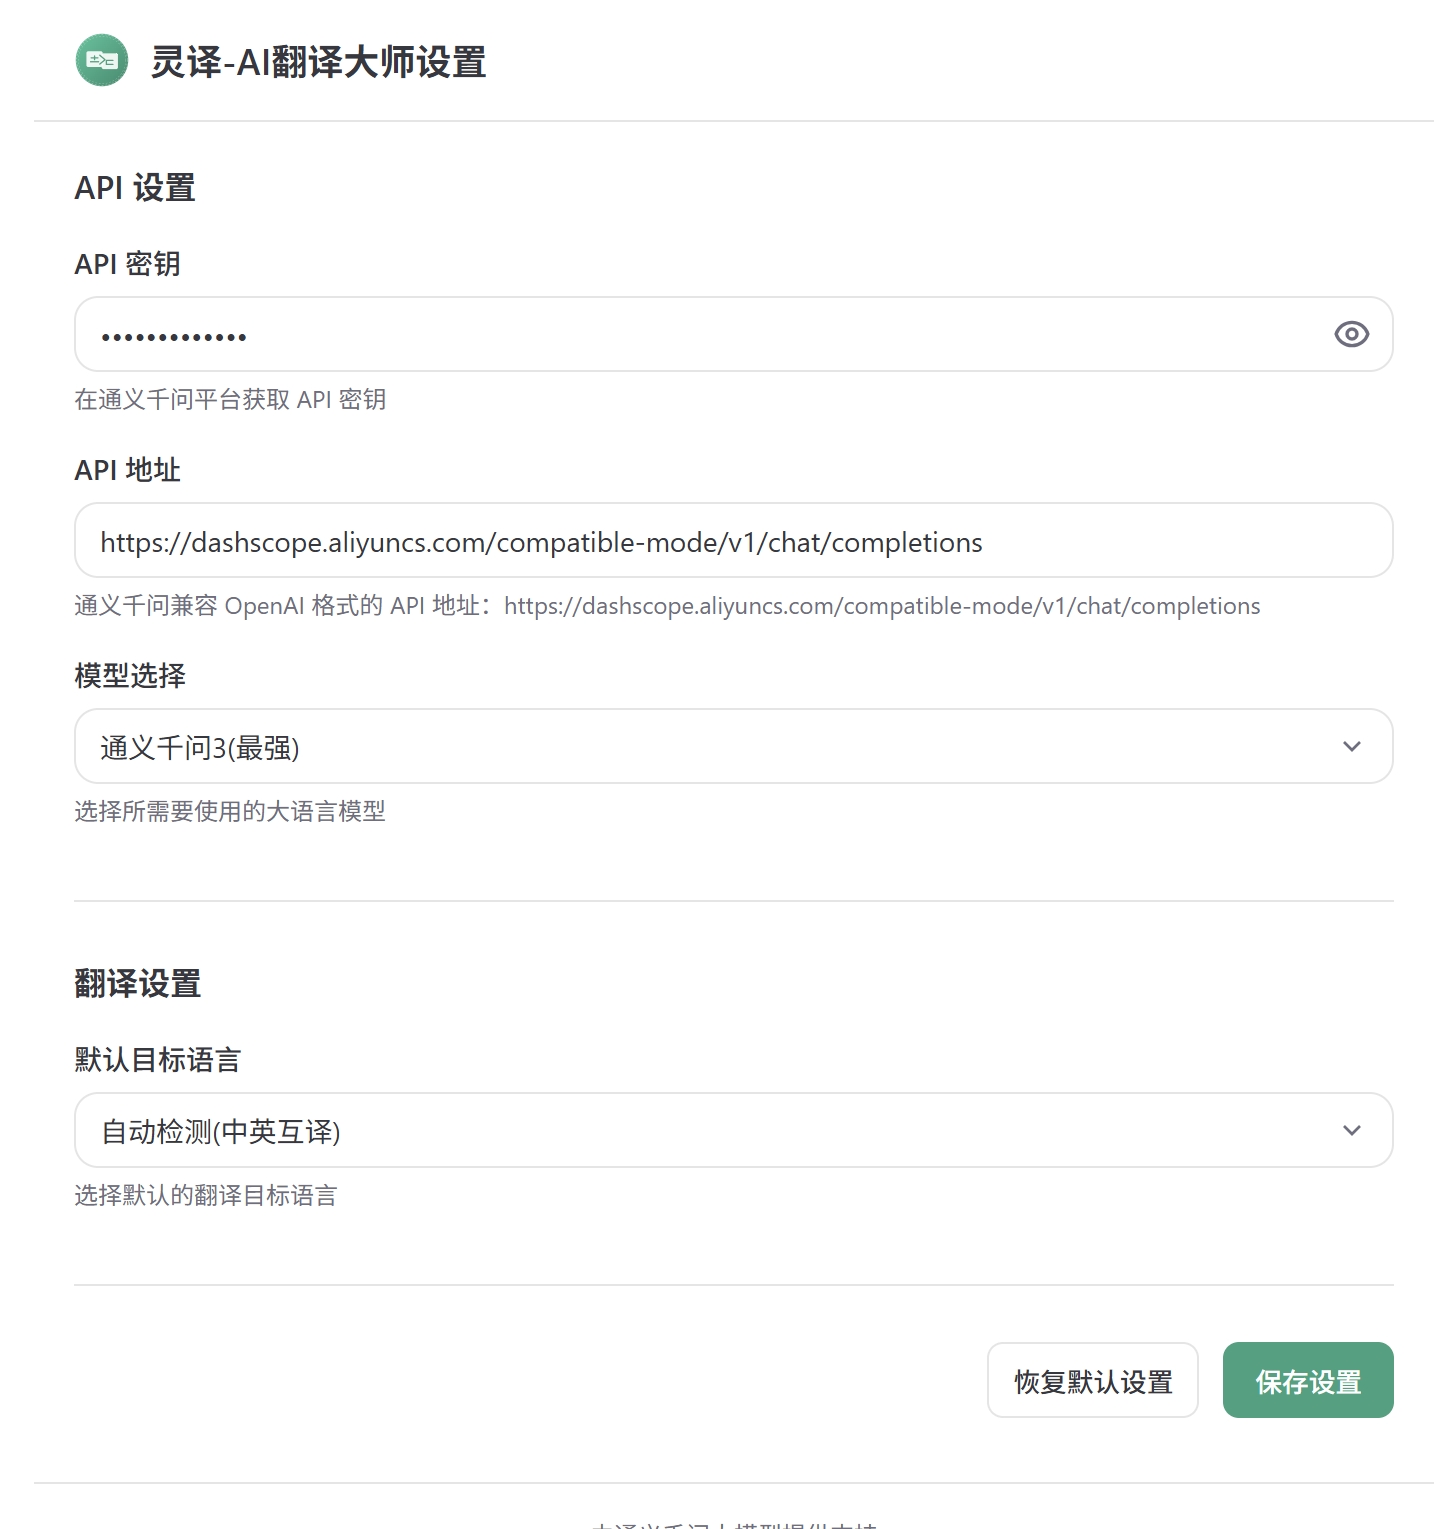 灵译-AI翻译大师设置
API 设置
API 密钥
•••••••••••••
在通义千问平台获取 API 密钥
API 地址
https://dashscope.aliyuncs.com/compatible-mode/v1/chat/completions
通义千问兼容 OpenAI 格式的 API 地址：https://dashscope.aliyuncs.com/compatible-mode/v1/chat/completions
模型选择
通义千问3(最强)
选择所需要使用的大语言模型
翻译设置
默认目标语言
自动检测(中英互译)
选择默认的翻译目标语言
恢复默认设置
保存设置